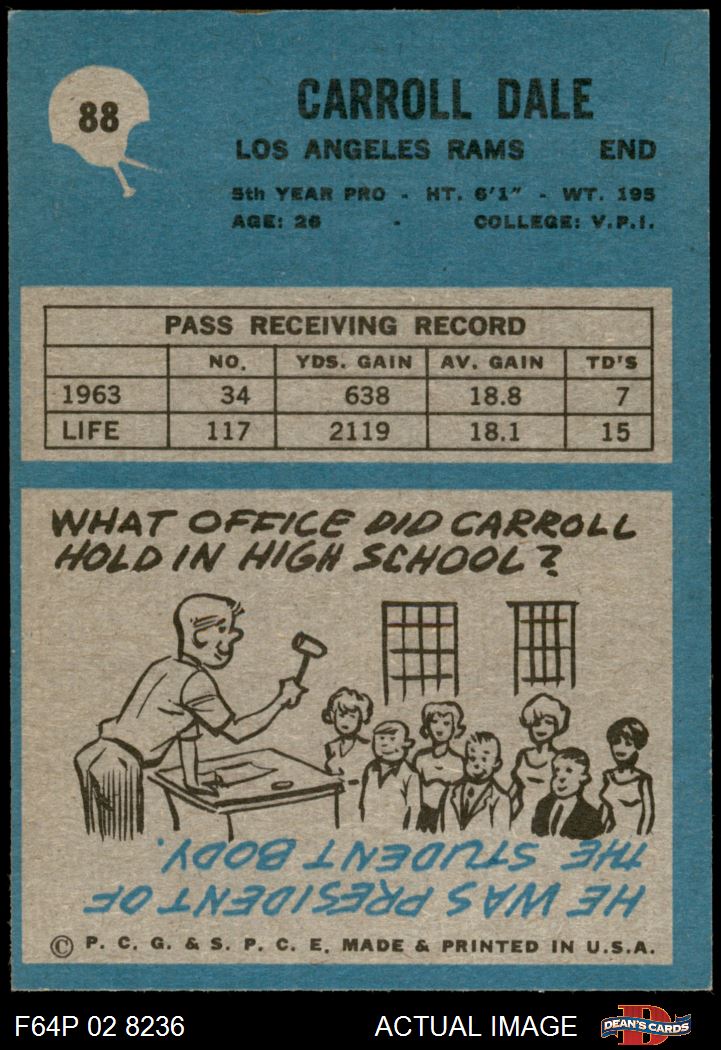 88
CARROLL DALE
LOS ANGELES RAMS END
5th YEAR PRO - HT. 6'1" - WT. 195
AGE: 26 - COLLEGE: V.P.I.
PASS RECEIVING RECORD
NO. YDS. GAIN AV. GAIN TD'S
1963 34 638 18.8 7
LIFE 117 2119 18.1 15
WHAT OFFICE DID CARROLL
HOLD IN HIGH SCHOOL?
HE WAS PRESIDENT OF
THE STUDENT BODY.
© P. C. G. & S. P. C. E. MADE & PRINTED IN U.S.A.
F64P 02 8236 ACTUAL IMAGE D DEAN'S CARDS